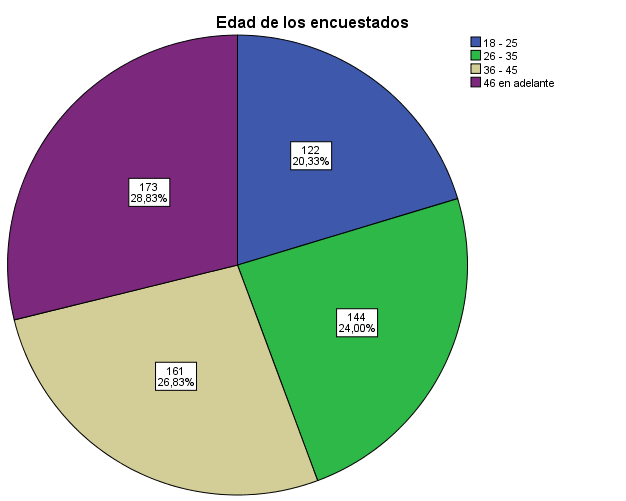 Edad de los encuestados
18 - 25
26 - 35
36 - 45
46 en adelante
122
20,33%
173
28,83%
144
24,00%
161
26,83%